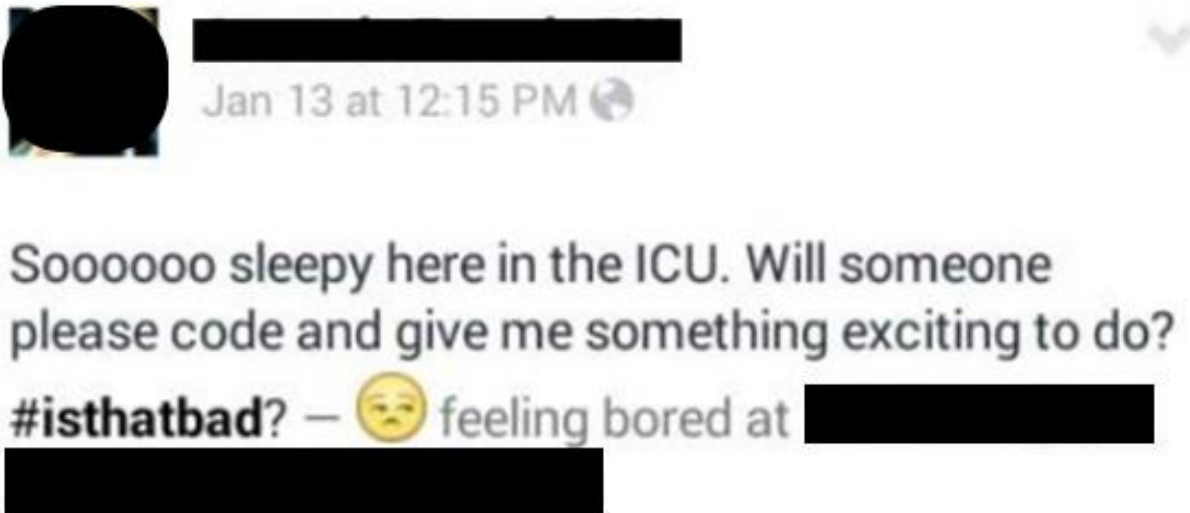 Jan 13 at 12:15 PM
Soooooo sleepy here in the ICU. Will someone
please code and give me something exciting to do?
#isthatbad? — feeling bored at